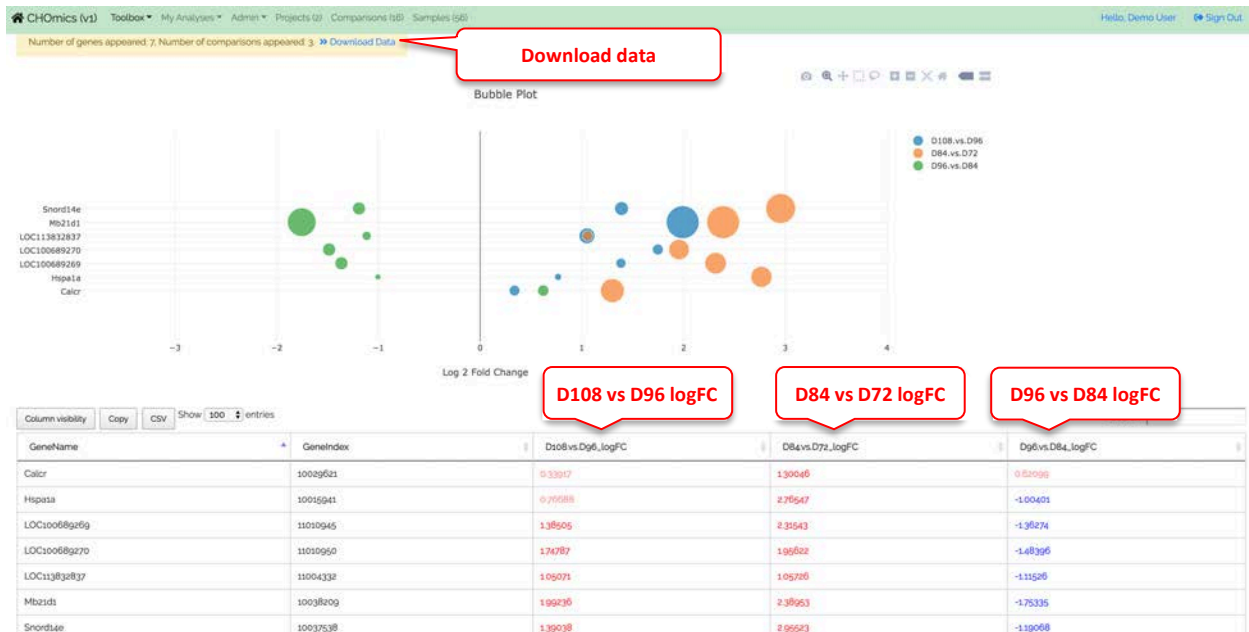 CHOmics (v1) Toolbox My Analyses Admin Projects (2) Comparisons (16) Samples (56) Hello, Demo User Sign Out
Number of genes appeared: 7, Number of comparisons appeared: 3. » Download Data
Download data
Bubble Plot
D108.vs.D96
D84.vs.D72
D96.vs.D84
Snord14e
Mb21d1
LOC113832837
LOC100689270
LOC100689269
Hspa1a
Calcr
−3 −2 −1 0 1 2 3 4
Log 2 Fold Change
D108 vs D96 logFC D84 vs D72 logFC D96 vs D84 logFC
Column visibility Copy CSV Show 100 entries
GeneName GeneIndex D108.vs.D96_logFC D84.vs.D72_logFC D96.vs.D84_logFC
Calcr 10029621 0.33917 1.30046 0.62099
Hspa1a 10015941 0.76688 2.76547 -1.00401
LOC100689269 11010945 1.38505 2.31543 -1.36274
LOC100689270 11010950 1.74787 1.95622 -1.48396
LOC113832837 11004332 1.05071 1.05726 -1.11526
Mb21d1 10038209 1.99236 2.38953 -1.75335
Snord14e 10037538 1.39038 2.95523 -1.19068